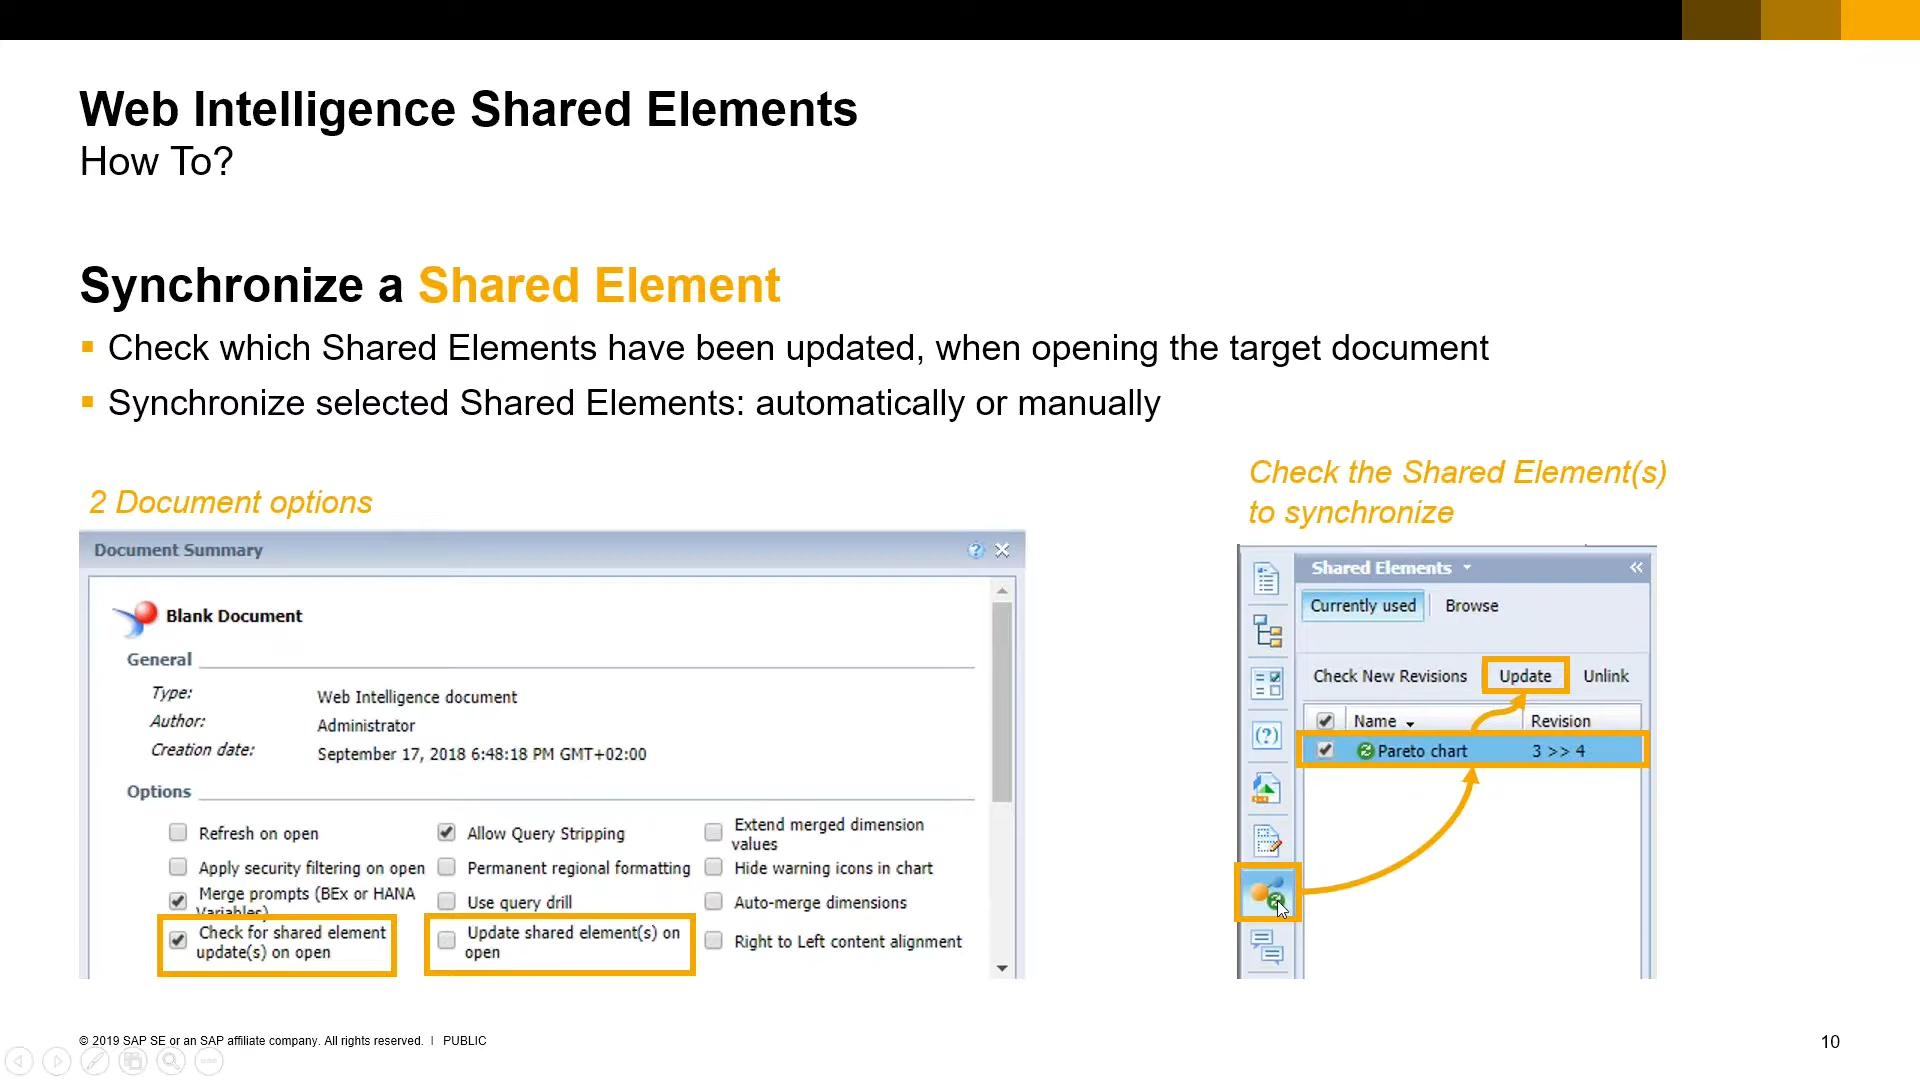 Web Intelligence Shared Elements
How To?
Synchronize a Shared Element
Check which Shared Elements have been updated, when opening the target document
Synchronize selected Shared Elements: automatically or manually
2 Document options
Document Summary
Blank Document
General
Type: Web Intelligence document
Author: Administrator
Creation date: September 17, 2018 6:48:18 PM GMT+02:00
Options
Refresh on open
Apply security filtering on open
Merge prompts (BEx or HANA
Variables)
Check for shared element
update(s) on open
Allow Query Stripping
Permanent regional formatting
Use query drill
Update shared element(s) on
open
Extend merged dimension
values
Hide warning icons in chart
Auto-merge dimensions
Right to Left content alignment
Check the Shared Element(s)
to synchronize
Shared Elements
Currently used Browse
Check New Revisions Update Unlink
Name Revision
Pareto chart 3 >> 4
© 2019 SAP SE or an SAP affiliate company. All rights reserved. | PUBLIC
10